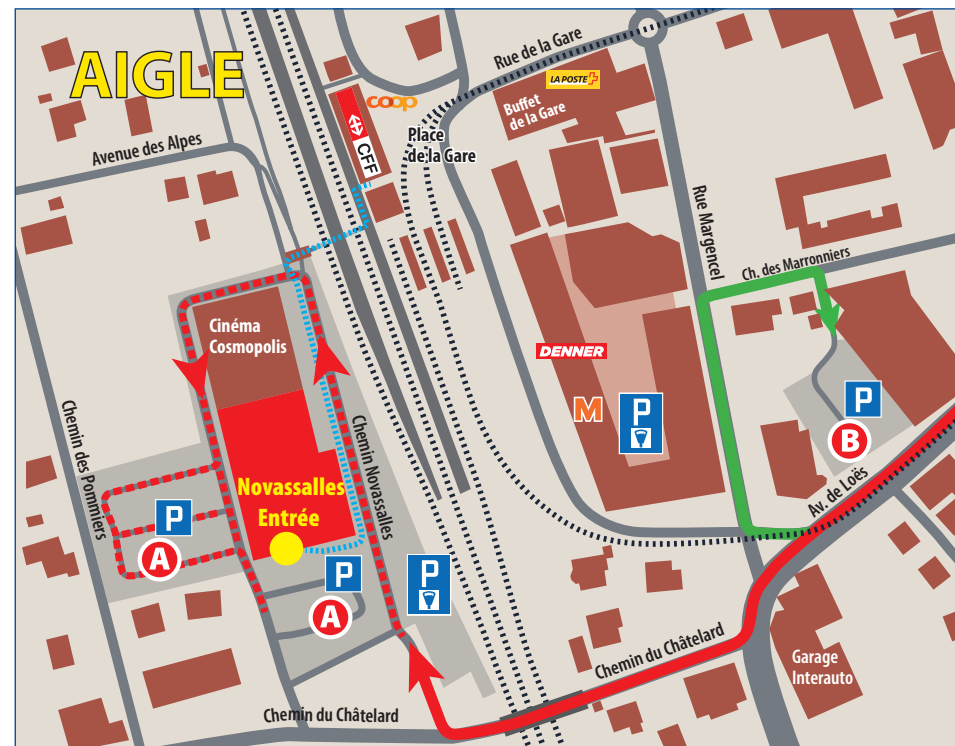 AIGLE
Rue de la Gare
LA POSTE
Buffet
de la Gare
coop
CFF
Place
de la Gare
Avenue des Alpes
Rue Margencel
Ch. des Marronniers
Cinéma
Cosmopolis
DENNER
M
P
P
B
Chemin des Pommiers
Chemin Novassalles
Novassalles
Entrée
Av. de Loës
P
A
P
A
P
Chemin du Châtelard
Garage
Interauto
Chemin du Châtelard